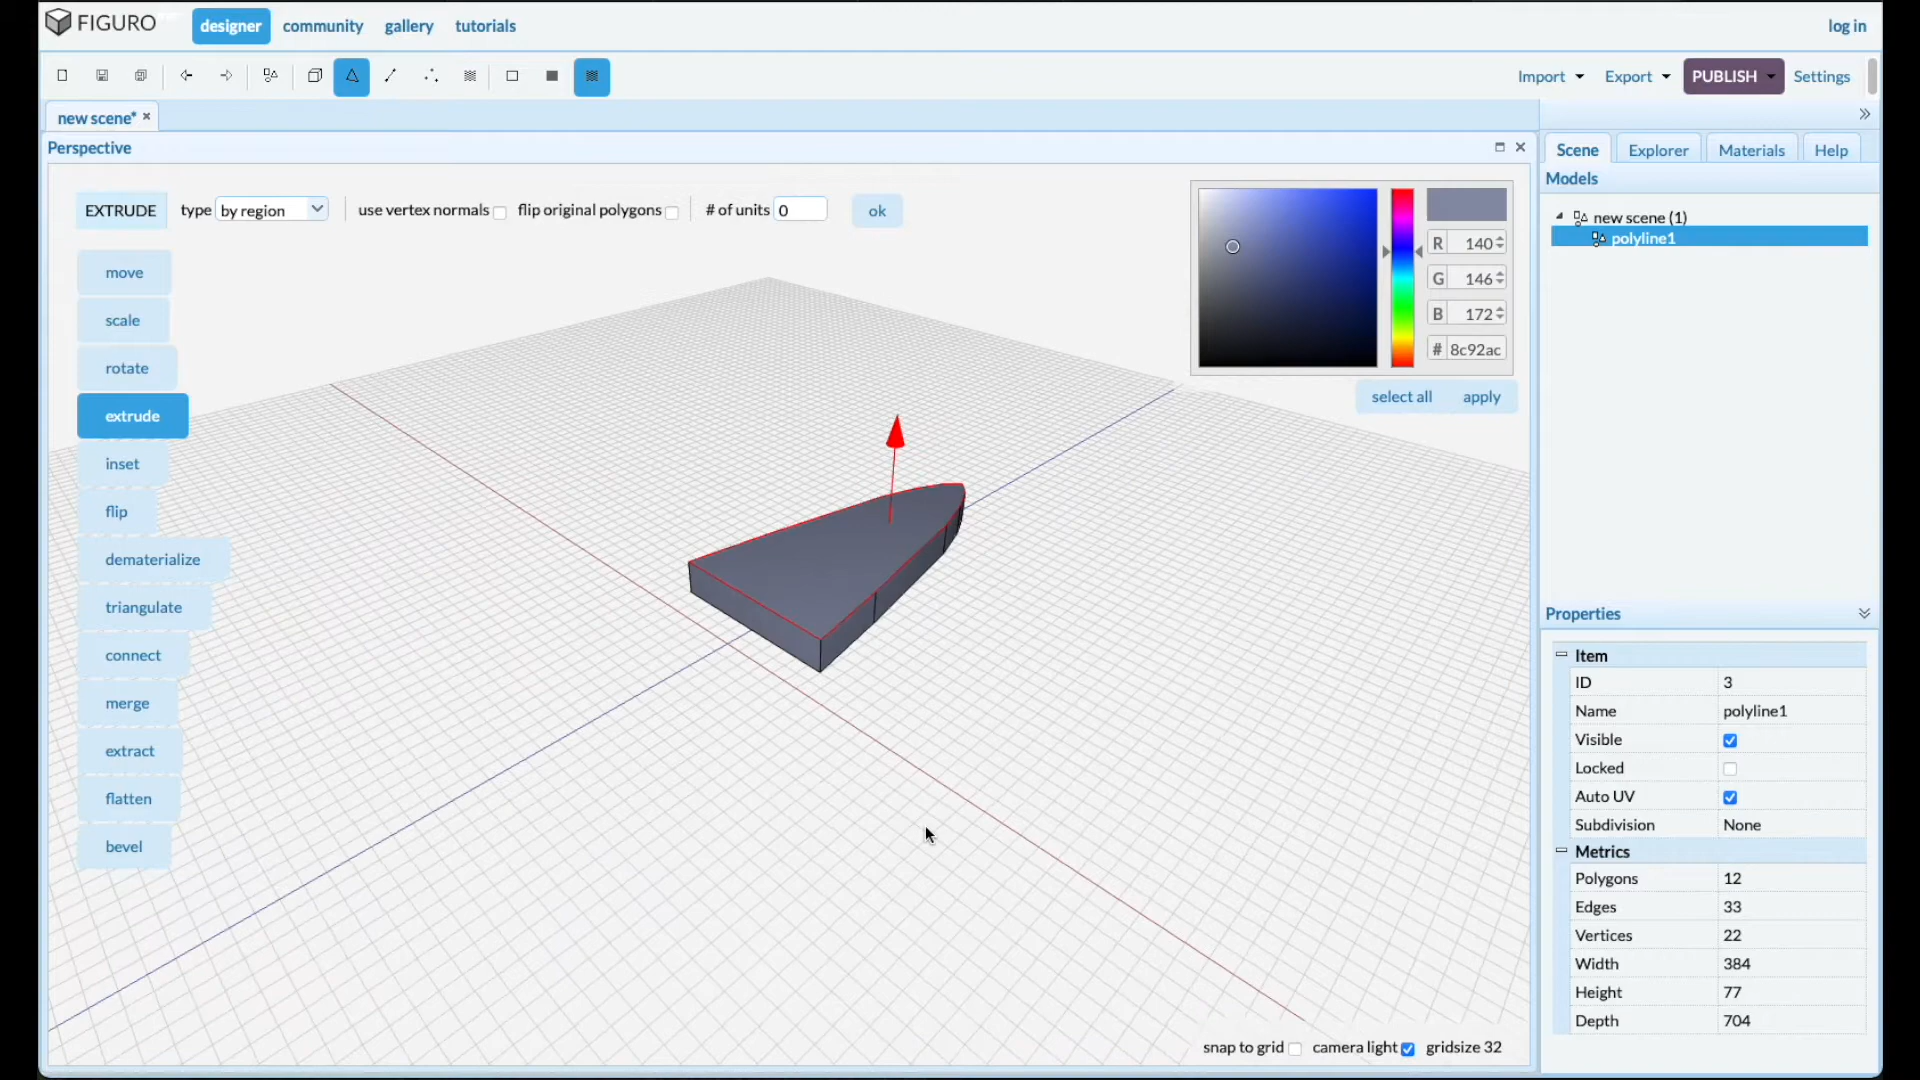 FIGURO designer community gallery tutorials log in
Import Export PUBLISH Settings
new scene* ×
Perspective
Scene Explorer Materials Help
Models
new scene (1)
polyline1
EXTRUDE type by region use vertex normals flip original polygons # of units 0 ok
R 140
G 146
B 172
# 8c92ac
select all apply
move
scale
rotate
extrude
inset
flip
dematerialize
triangulate
connect
merge
extract
flatten
bevel
snap to grid camera light gridsize 32
Properties
Item
ID 3
Name polyline1
Visible
Locked
Auto UV
Subdivision None
Metrics
Polygons 12
Edges 33
Vertices 22
Width 384
Height 77
Depth 704